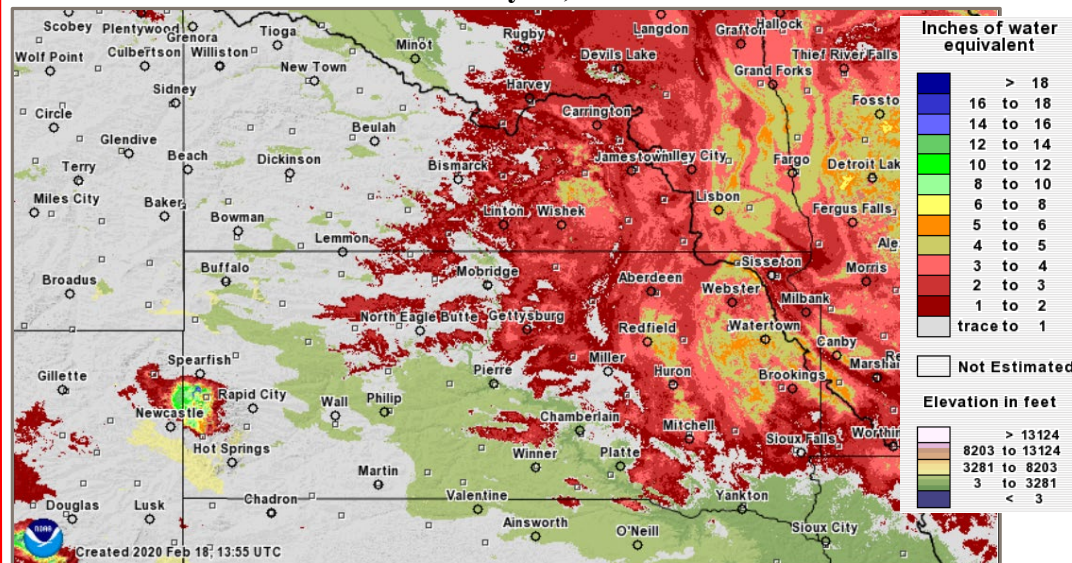 Scobey Plentywood Grenora Tioga Minot Rugby Langdon Grafton Hallock
Wolf Point Culbertson Williston New Town Devils Lake Grand Forks Thief River Falls
Sidney Harvey
Circle Carrington Fosston
Glendive Beulah
Terry Beach Dickinson Bismarck Jamestown Valley City Fargo Detroit Lak
Miles City Baker Bowman Linton Wishek Lisbon Fergus Falls
Lemmon Ale
Broadus Buffalo Mobridge Aberdeen Sisseton Morris
Webster Milbank
North Eagle Butte Gettysburg Redfield Watertown Canby
Spearfish Miller Marsha Re
Gillette Rapid City Wall Philip Pierre Huron Brookings
Newcastle Chamberlain Mitchell Sioux Falls Worthin
Hot Springs Winner Platte
Martin
Douglas Lusk Chadron Valentine Yankton
Ainsworth O'Neill Sioux City
NOAA
Created 2020 Feb 18, 13:55 UTC
Inches of water
equivalent
> 18
16 to 18
14 to 16
12 to 14
10 to 12
8 to 10
6 to 8
5 to 6
4 to 5
3 to 4
2 to 3
1 to 2
trace to 1
Not Estimated
Elevation in feet
> 13124
8203 to 13124
3281 to 8203
3 to 3281
< 3